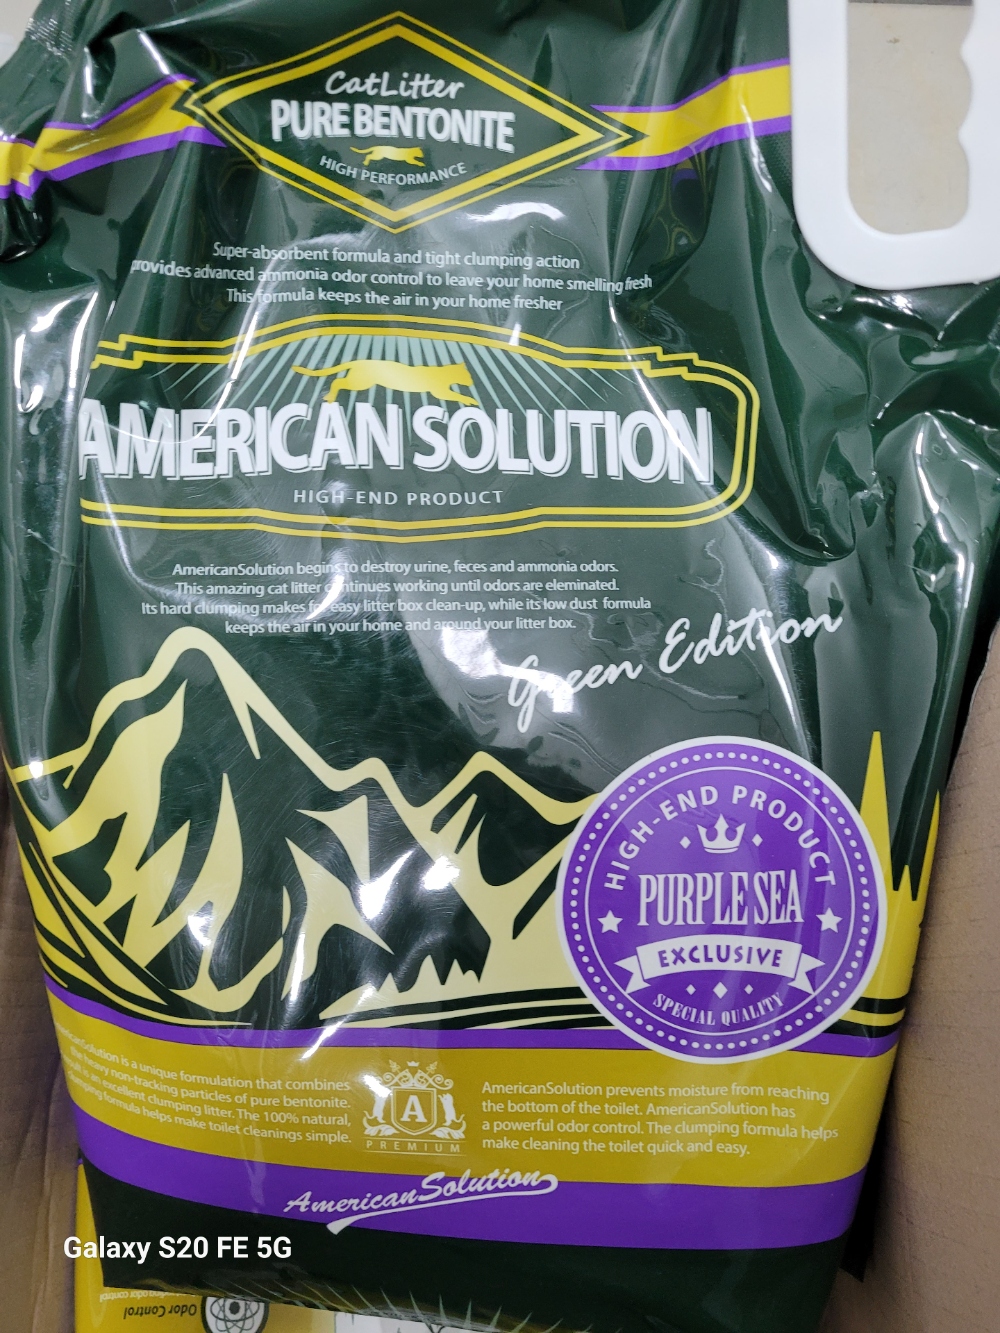 CatLitter
PURE BENTONITE
HIGH PERFORMANCE
Super-absorbent formula and tight clumping action
provides advanced ammonia odor control to leave your home smelling fresh
This formula keeps the air in your home fresher
AMERICAN SOLUTION
HIGH-END PRODUCT
AmericanSolution begins to destroy urine, feces and ammonia odors.
This amazing cat litter continues working until odors are eleminated.
Its hard clumping makes for easy litter box clean-up, while its low dust formula
keeps the air in your home and around your litter box.
Green Edition
HIGH-END PRODUCT
PURPLE SEA
EXCLUSIVE
SPECIAL QUALITY
is a unique formulation that combines
the heavy non-tracking particles of pure bentonite.
is an excellent clumping litter. The 100% natural,
formula helps make toilet cleanings simple.
A
PREMIUM
AmericanSolution prevents moisture from reaching
the bottom of the toilet. AmericanSolution has
a powerful odor control. The clumping formula helps
make cleaning the toilet quick and easy.
AmericanSolution
Galaxy S20 FE 5G
Odor Control